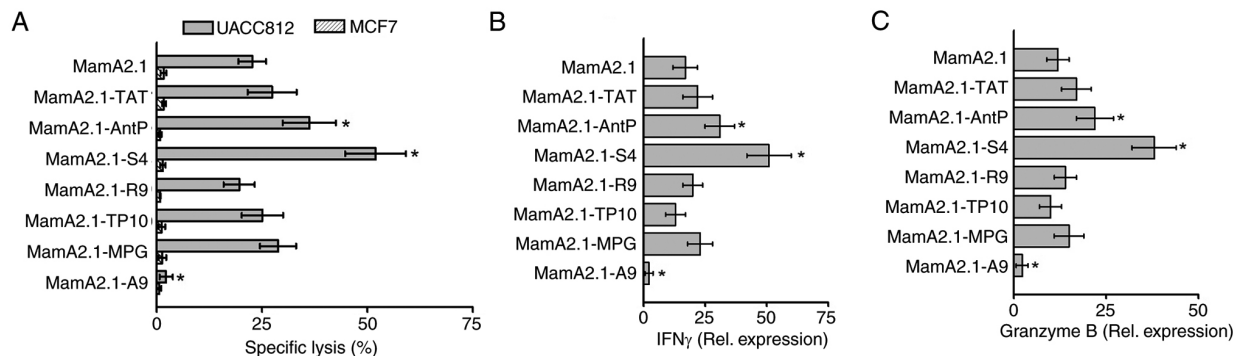 A
UACC812
MCF7
MamA2.1
MamA2.1-TAT
MamA2.1-AntP
*
MamA2.1-S4
*
MamA2.1-R9
MamA2.1-TP10
MamA2.1-MPG
MamA2.1-A9
*
0
25
50
75
Specific lysis (%)
B
MamA2.1
MamA2.1-TAT
MamA2.1-AntP
*
MamA2.1-S4
*
MamA2.1-R9
MamA2.1-TP10
MamA2.1-MPG
MamA2.1-A9
*
0
25
50
75
IFNγ (Rel. expression)
C
MamA2.1
MamA2.1-TAT
MamA2.1-AntP
*
MamA2.1-S4
*
MamA2.1-R9
MamA2.1-TP10
MamA2.1-MPG
MamA2.1-A9
*
0
25
50
Granzyme B (Rel. expression)